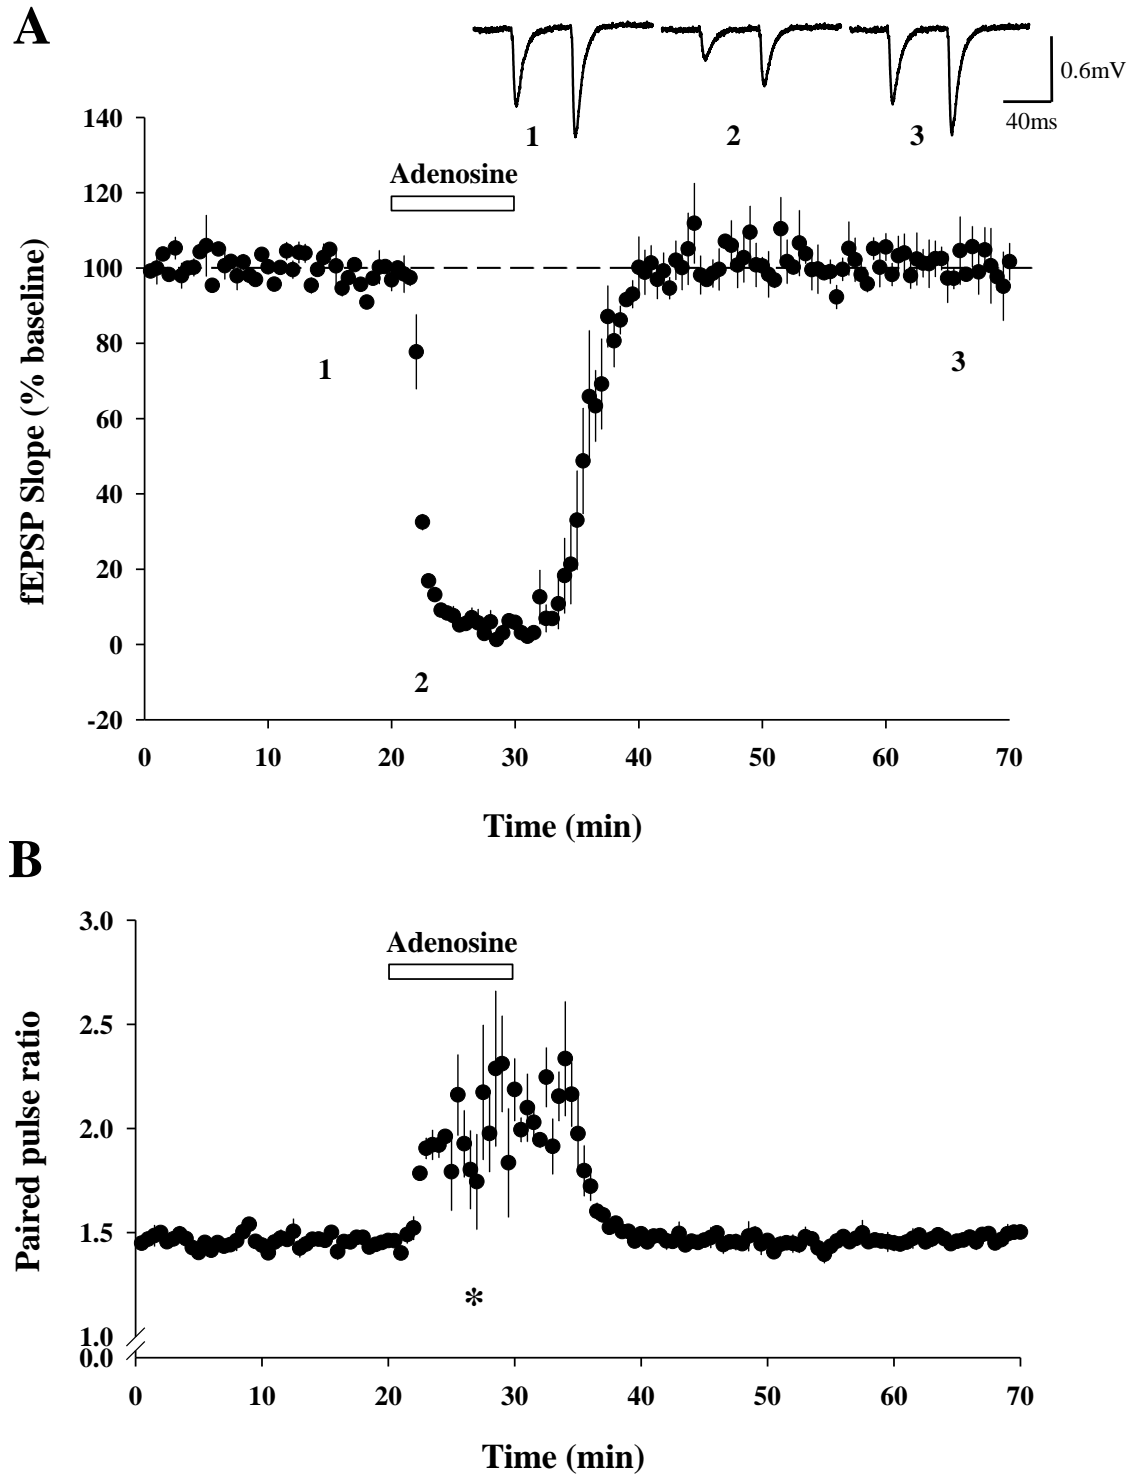 A
0.6mV
40ms
1 2 3
140
Adenosine
120
100
80
1
3
60
40
20
0
2
-20
0 10 20 30 40 50 60 70
fEPSP Slope (% baseline)
Time (min)
B
3.0
Adenosine
2.5
2.0
1.5
*
1.0
0.0
0 10 20 30 40 50 60 70
Paired pulse ratio
Time (min)